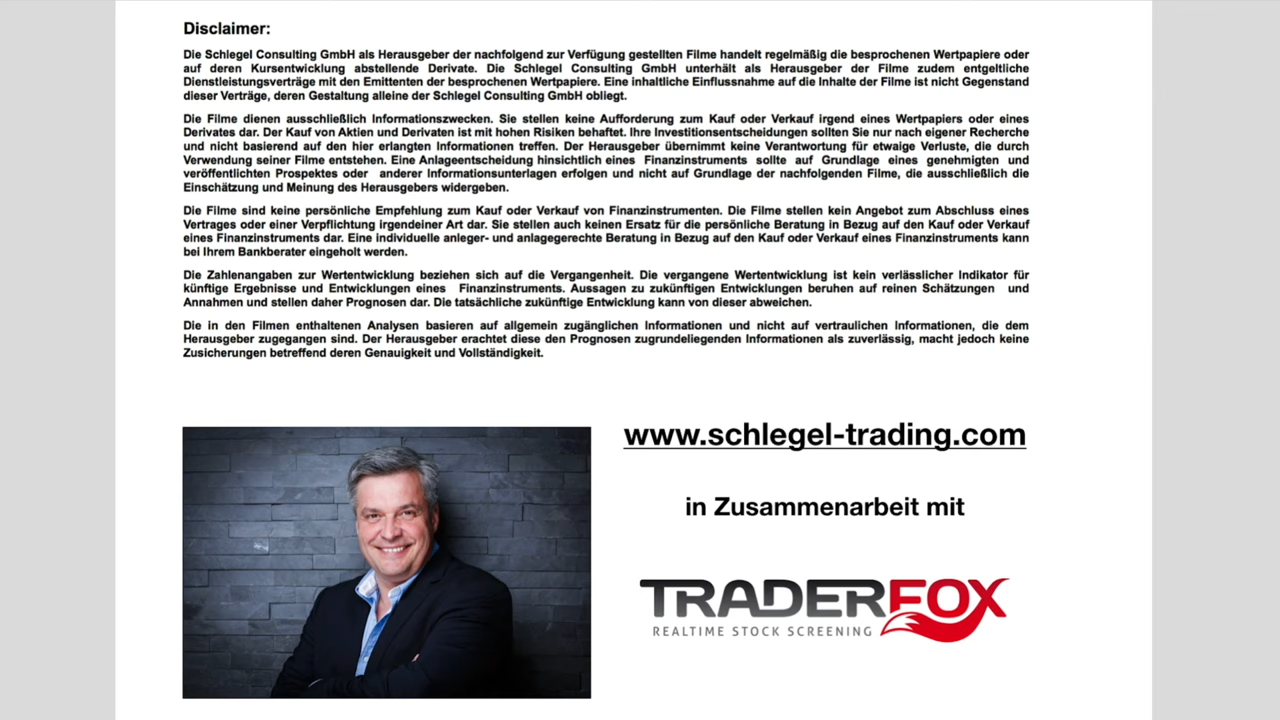 Disclaimer:
Die Schlegel Consulting GmbH als Herausgeber der nachfolgend zur Verfügung gestellten Filme handelt regelmäßig die besprochenen Wertpapiere oder
auf deren Kursentwicklung abstellende Derivate. Die Schlegel Consulting GmbH unterhält als Herausgeber der Filme zudem entgeltliche
Dienstleistungsverträge mit den Emittenten der besprochenen Wertpapiere. Eine inhaltliche Einflussnahme auf die Inhalte der Filme ist nicht Gegenstand
dieser Verträge, deren Gestaltung alleine der Schlegel Consulting GmbH obliegt.
Die Filme dienen ausschließlich Informationszwecken. Sie stellen keine Aufforderung zum Kauf oder Verkauf irgend eines Wertpapiers oder eines
Derivates dar. Der Kauf von Aktien und Derivaten ist mit hohen Risiken behaftet. Ihre Investitionsentscheidungen sollten Sie nur nach eigener Recherche
und nicht basierend auf den hier erlangten Informationen treffen. Der Herausgeber übernimmt keine Verantwortung für etwaige Verluste, die durch
Verwendung seiner Filme entstehen. Eine Anlageentscheidung hinsichtlich eines Finanzinstruments sollte auf Grundlage eines genehmigten und
veröffentlichten Prospektes oder anderer Informationsunterlagen erfolgen und nicht auf Grundlage der nachfolgenden Filme, die ausschließlich die
Einschätzung und Meinung des Herausgebers widergeben.
Die Filme sind keine persönliche Empfehlung zum Kauf oder Verkauf von Finanzinstrumenten. Die Filme stellen kein Angebot zum Abschluss eines
Vertrages oder einer Verpflichtung irgendeiner Art dar. Sie stellen auch keinen Ersatz für die persönliche Beratung in Bezug auf den Kauf oder Verkauf
eines Finanzinstruments dar. Eine individuelle anleger- und anlagegerechte Beratung in Bezug auf den Kauf oder Verkauf eines Finanzinstruments kann
bei Ihrem Bankberater eingeholt werden.
Die Zahlenangaben zur Wertentwicklung beziehen sich auf die Vergangenheit. Die vergangene Wertentwicklung ist kein verlässlicher Indikator für
künftige Ergebnisse und Entwicklungen eines Finanzinstruments. Aussagen zu zukünftigen Entwicklungen beruhen auf reinen Schätzungen und
Annahmen und stellen daher Prognosen dar. Die tatsächliche zukünftige Entwicklung kann von dieser abweichen.
Die in den Filmen enthaltenen Analysen basieren auf allgemein zugänglichen Informationen und nicht auf vertraulichen Informationen, die dem
Herausgeber zugegangen sind. Der Herausgeber erachtet diese den Prognosen zugrundeliegenden Informationen als zuverlässig, macht jedoch keine
Zusicherungen betreffend deren Genauigkeit und Vollständigkeit.
www.schlegel-trading.com
in Zusammenarbeit mit
TRADERFOX
REALTIME STOCK SCREENING